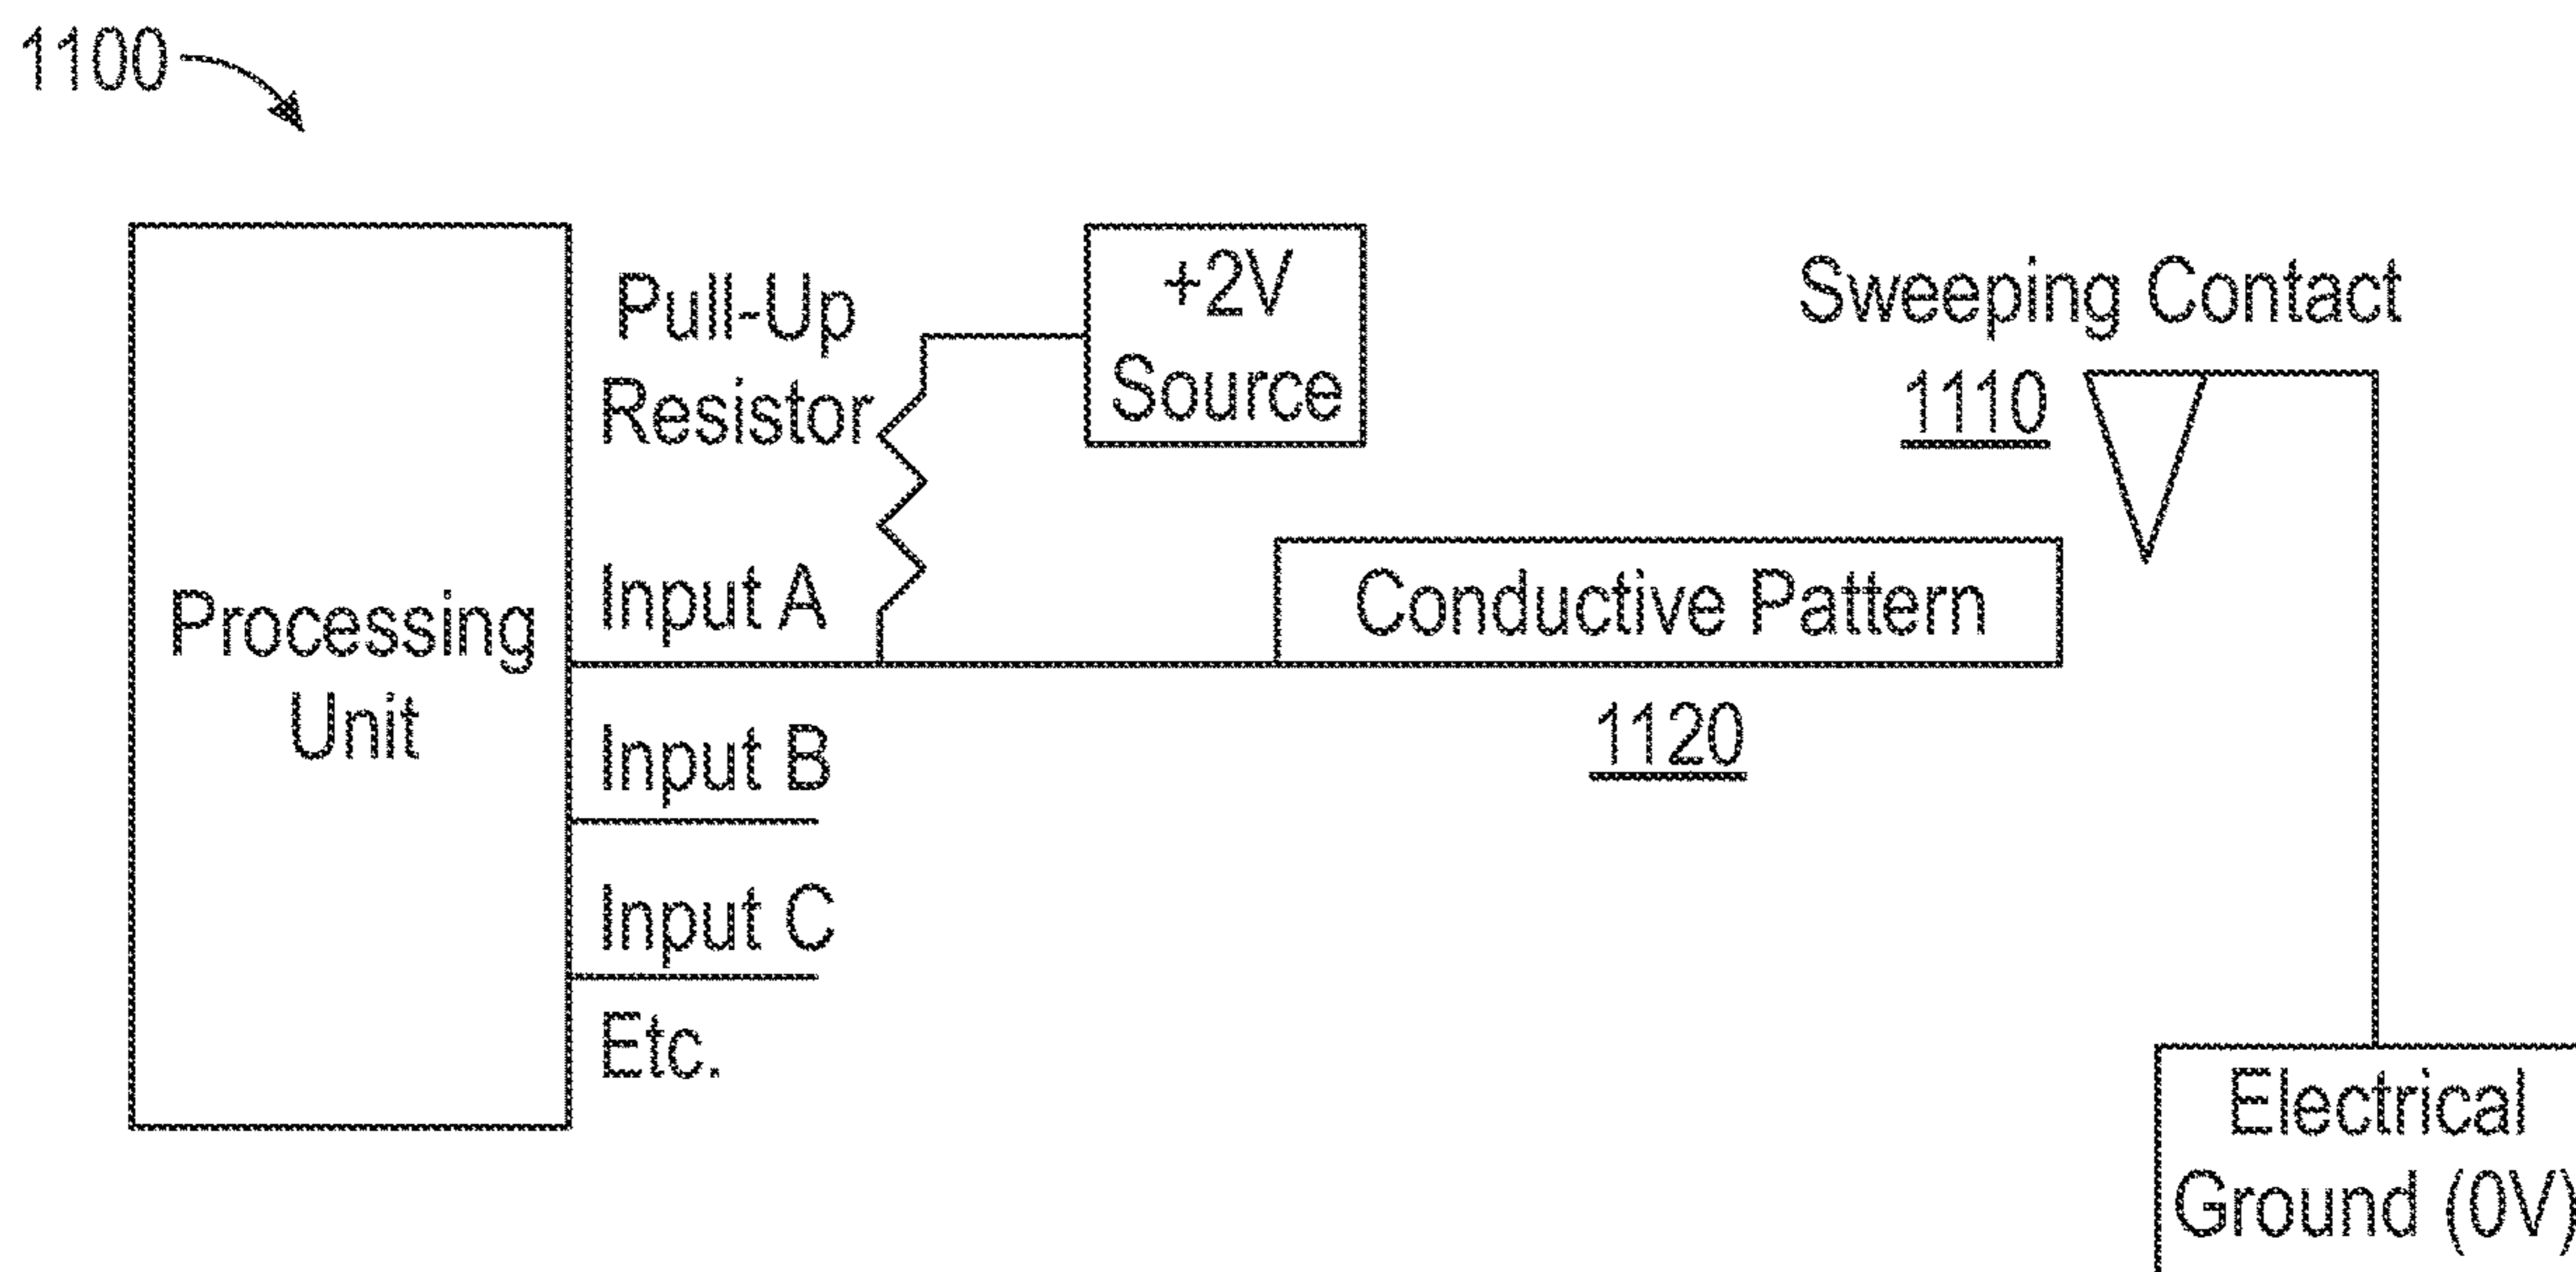 1100
Pull-Up
Resistor
+2V
Source
Sweeping Contact
1110
Processing
Unit
Input A
Conductive Pattern
1120
Input B
Input C
Etc.
Electrical
Ground (0V)